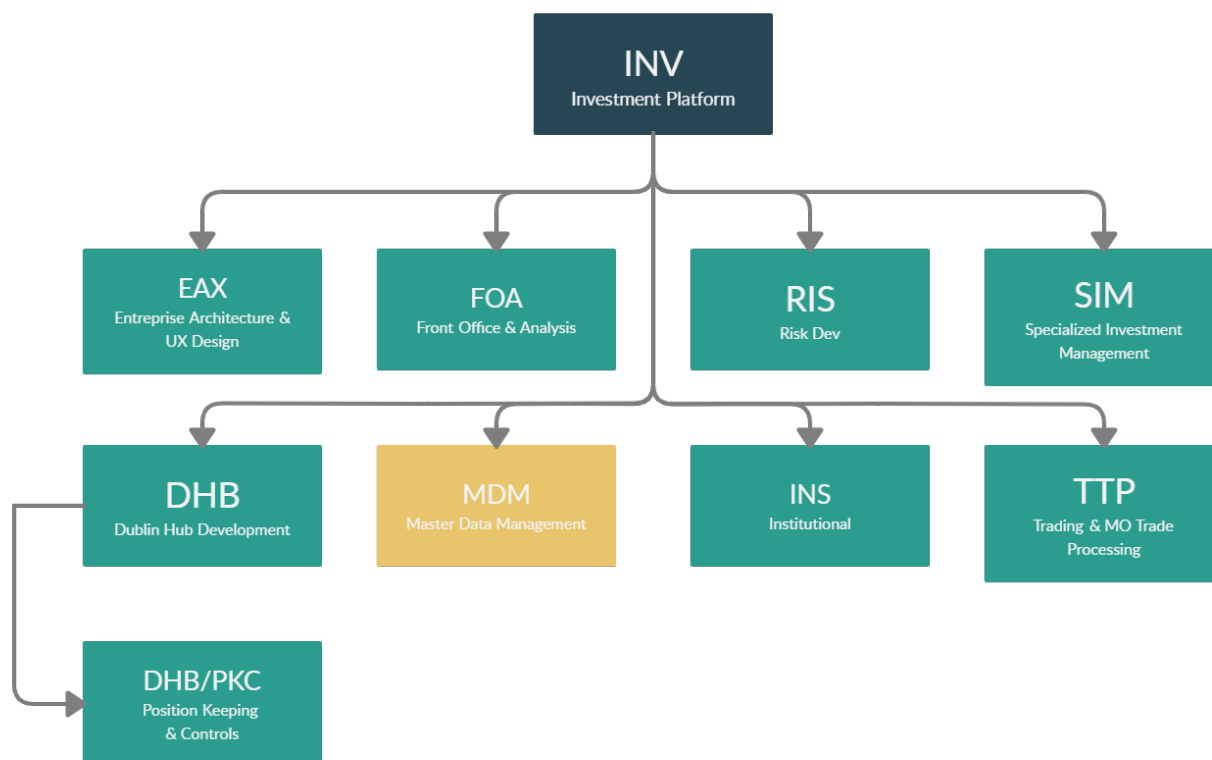 INV
Investment Platform
EAX
Entreprise Architecture &
UX Design
FOA
Front Office & Analysis
RIS
Risk Dev
SIM
Specialized Investment
Management
DHB
Dublin Hub Development
MDM
Master Data Management
INS
Institutional
TTP
Trading & MO Trade
Processing
DHB/PKC
Position Keeping
& Controls